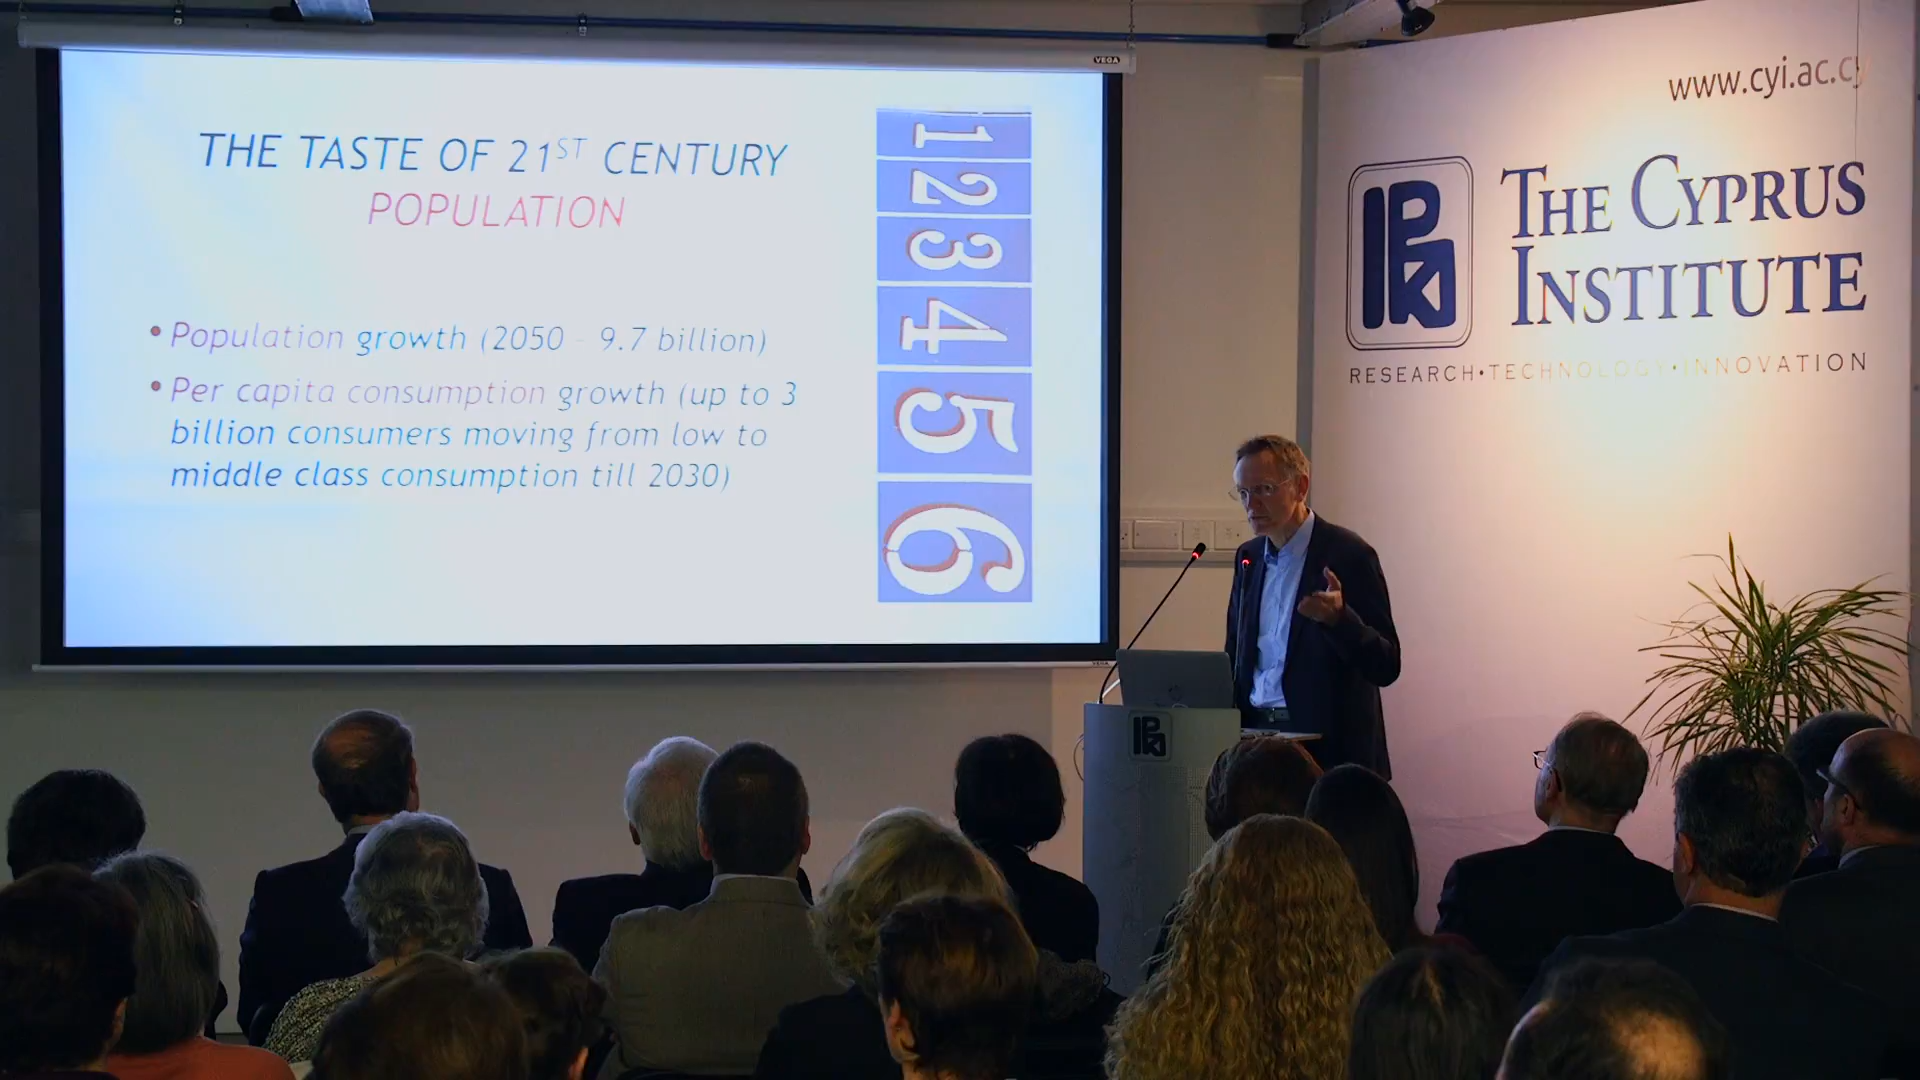 VEGA
THE TASTE OF 21ST CENTURY
POPULATION
• Population growth (2050 - 9.7 billion)
• Per capita consumption growth (up to 3
billion consumers moving from low to
middle class consumption till 2030)
1
2
3
4
5
6
VEGA
www.cyi.ac.cy
THE CYPRUS
INSTITUTE
RESEARCH•TECHNOLOGY•INNOVATION